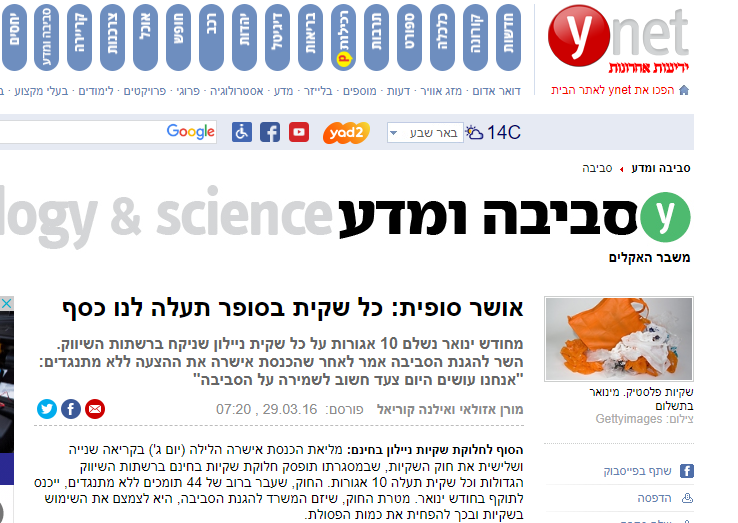 ynet
ידיעות אחרונות
חדשות
קורונה
כלכלה
ספורט
תרבות
רכילות
בריאות
דיגיטל
יהדות
רכב
חופש
אוכל
צרכנות
קריירה
סביבה ומדע
יחסים
דואר אדום · מזג אוויר · דעות · מוספים · בלייזר · מדע · אסטרולוגיה · פרוגי · פרויקטים · לימודים · בעלי מקצוע
הפכו את ynet לאתר הבית
14C
באר שבע
yad2
Google
סביבה ומדע
סביבה
y סביבה ומדע
logy & science
משבר האקלים
אושר סופית: כל שקית בסופר תעלה לנו כסף
מחודש ינואר נשלם 10 אגורות על כל שקית ניילון שניקח ברשתות השיווק.
השר להגנת הסביבה אמר לאחר שהכנסת אישרה את ההצעה ללא מתנגדים:
"אנחנו עושים היום צעד חשוב לשמירה על הסביבה"
מורן אזולאי ואילנה קוריאל
פורסם: 29.03.16 , 07:20
הסוף לחלוקת שקיות ניילון בחינם: מליאת הכנסת אישרה הלילה (יום ג') בקריאה שנייה
ושלישית את חוק השקיות, שבמסגרתו תופסק חלוקת שקיות בחינם ברשתות השיווק
הגדולות וכל שקית תעלה 10 אגורות. החוק, שעבר ברוב של 44 תומכים ללא מתנגדים, ייכנס
לתוקף בחודש ינואר. מטרת החוק, שיזם המשרד להגנת הסביבה, היא לצמצם את השימוש
בשקיות ובכך להפחית את כמות הפסולת.
שקיות פלסטיק. מינואר
בתשלום
צילום: Gettyimages
שתף בפייסבוק
הדפסה